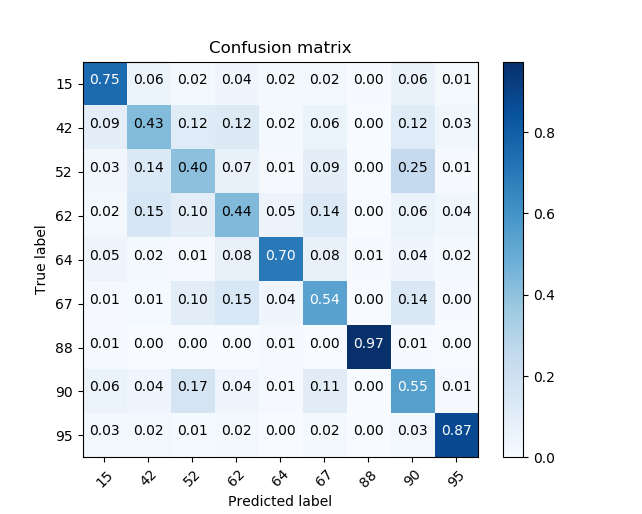 Confusion matrix
True label
15 0.75 0.06 0.02 0.04 0.02 0.02 0.00 0.06 0.01
42 0.09 0.43 0.12 0.12 0.02 0.06 0.00 0.12 0.03
52 0.03 0.14 0.40 0.07 0.01 0.09 0.00 0.25 0.01
62 0.02 0.15 0.10 0.44 0.05 0.14 0.00 0.06 0.04
64 0.05 0.02 0.01 0.08 0.70 0.08 0.01 0.04 0.02
67 0.01 0.01 0.10 0.15 0.04 0.54 0.00 0.14 0.00
88 0.01 0.00 0.00 0.00 0.01 0.00 0.97 0.01 0.00
90 0.06 0.04 0.17 0.04 0.01 0.11 0.00 0.55 0.01
95 0.03 0.02 0.01 0.02 0.00 0.02 0.00 0.03 0.87
15 42 52 62 64 67 88 90 95
Predicted label
0.8
0.6
0.4
0.2
0.0